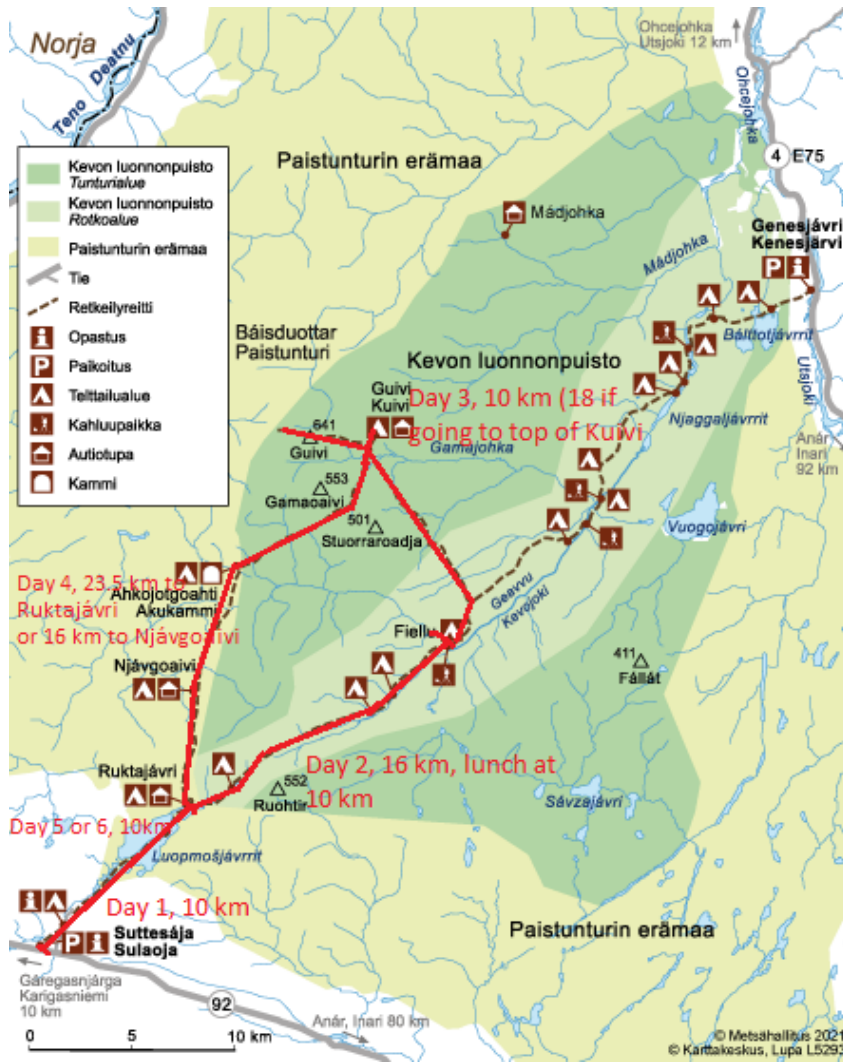 Norja
Teno Deatnu
Ohcejohka
Utsjoki 12 km
Ohcejohka
4 E75
Paistunturin erämaa
Kevon luonnonpuisto
Tunturialue
Kevon luonnonpuisto
Rotkoalue
Paistunturin erämaa
Tie
Retkeilyreitti
Opastus
Paikoitus
Telttailualue
Kahluupaikka
Autiotupa
Kammi
Mádjohka
Mádjohka
Genesjávri
Kenesjärvi
P
Báisduottar
Paistunturi
Kevon luonnonpuisto
Bálttotjávrrit
Utsjoki
Guivi
Kuivi
Day 3, 10 km (18 if
going to top of Kuivi
Njaggaljávrrit
Gamajohka
641
Guivi
Anár,
Inari
92 km
553
Gamaoaivi
501
Stuorraroadja
Vuogojávri
Day 4, 23.5 km to
Ruktajávri
or 16 km to Njávgoaivi
Ahkojotgoahti
Akukammi
Geavvu
Kevojoki
Fiellu
411
Fállát
Njávgoaivi
Ruktajávri
552
Ruohtir
Day 2, 16 km, lunch at
10 km
Sávzajávri
Day 5 or 6, 10km
Luopmošjávrrit
Day 1, 10 km
P
Suttesája
Sulaoja
Paistunturin erämaa
Gáregasnjárga
Karigasniemi
10 km
92
Anár, Inari 80 km
0 5 10 km
© Metsähallitus 2021
© Karttakeskus, Lupa L5293